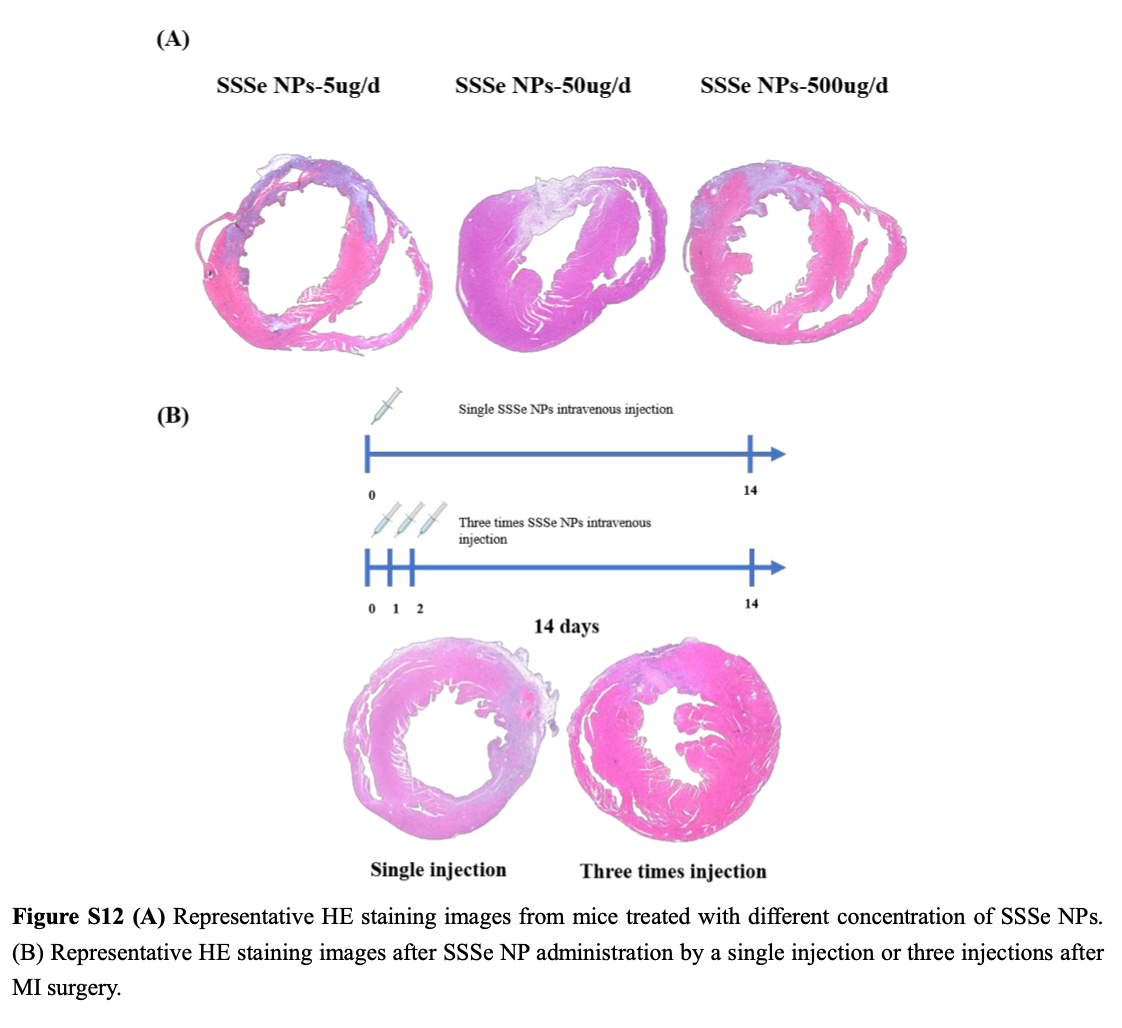 (A)
SSSe NPs-5ug/d SSSe NPs-50ug/d SSSe NPs-500ug/d
(B)
Single SSSe NPs intravenous injection
0 14
Three times SSSe NPs intravenous
injection
0 1 2 14
14 days
Single injection Three times injection
Figure S12 (A) Representative HE staining images from mice treated with different concentration of SSSe NPs.
(B) Representative HE staining images after SSSe NP administration by a single injection or three injections after
MI surgery.